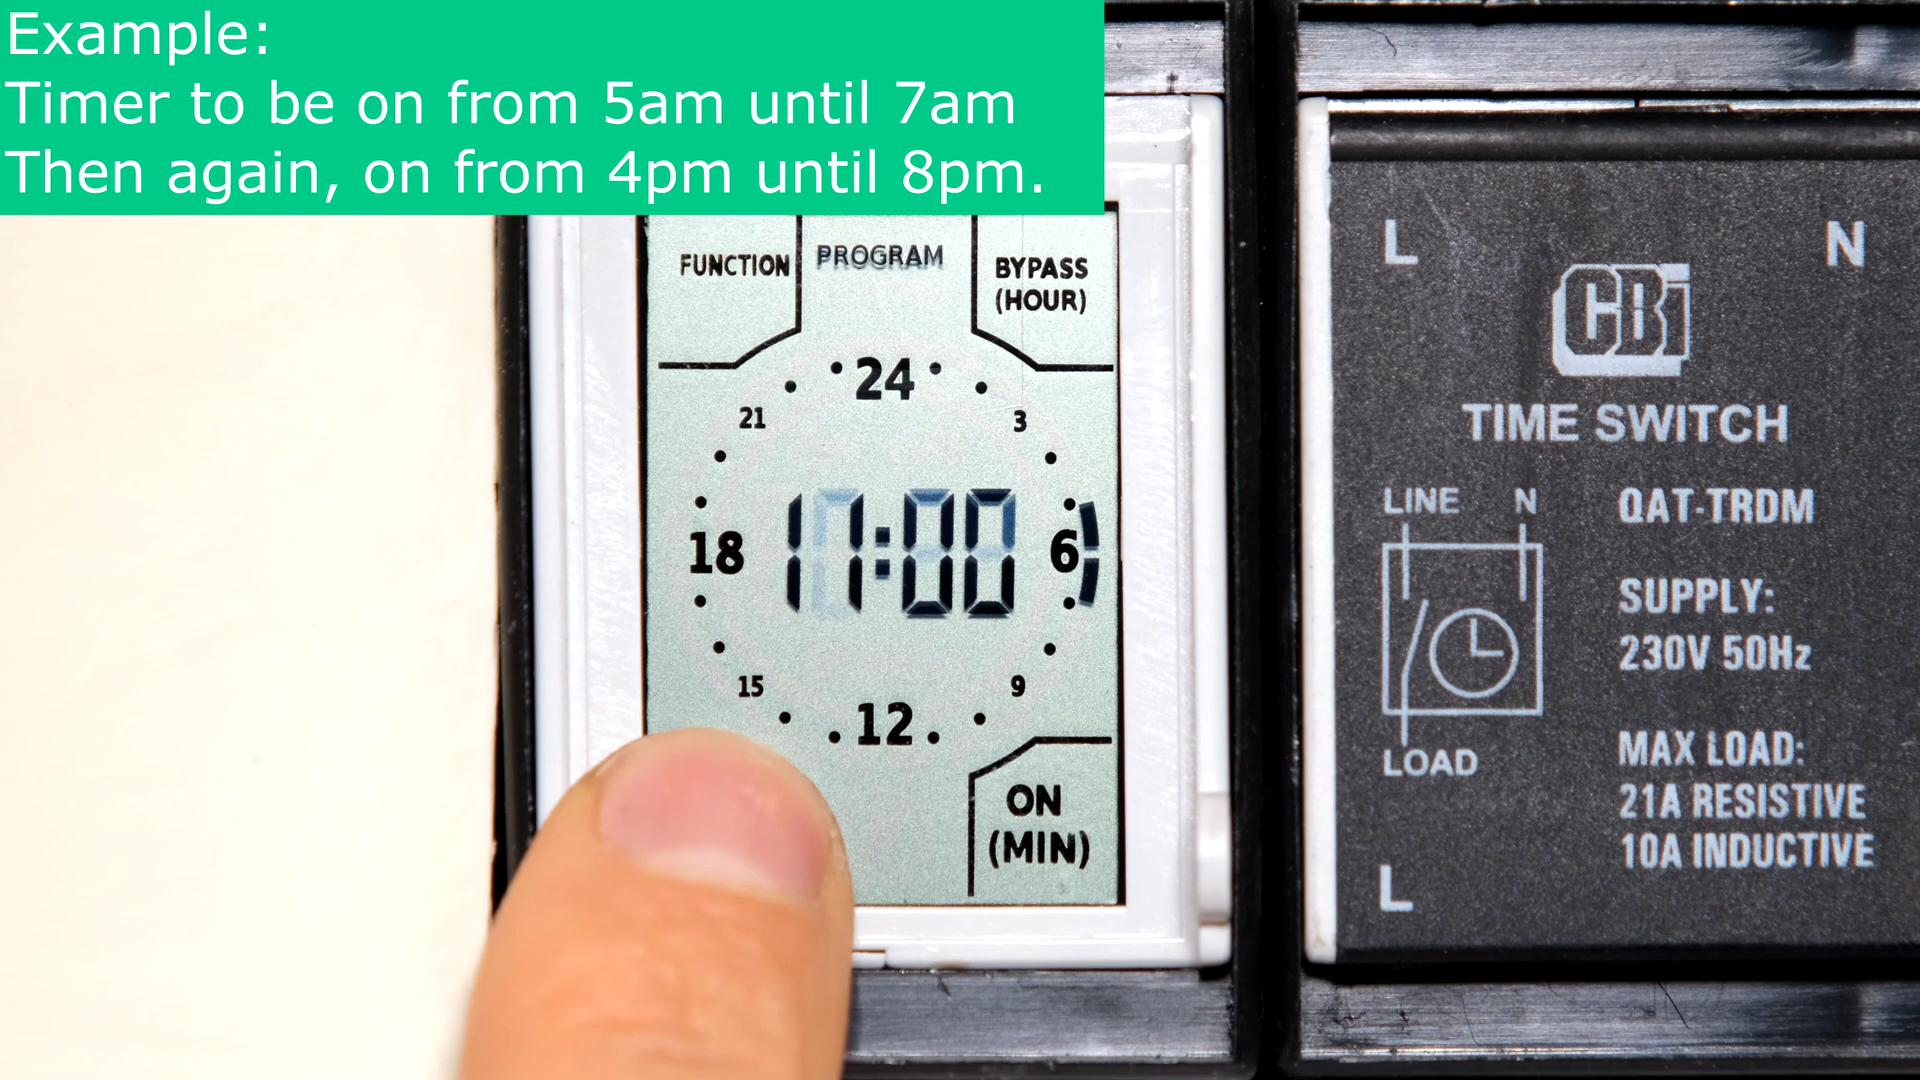 Example:
Timer to be on from 5am until 7am
Then again, on from 4pm until 8pm.
FUNCTION
PROGRAM
BYPASS
(HOUR)
24
21
3
18
11:00
6
15
9
12
ON
(MIN)
L
N
CBi
TIME SWITCH
LINE
N
QAT-TRDM
SUPPLY:
230V 50Hz
LOAD
MAX LOAD:
21A RESISTIVE
10A INDUCTIVE
L